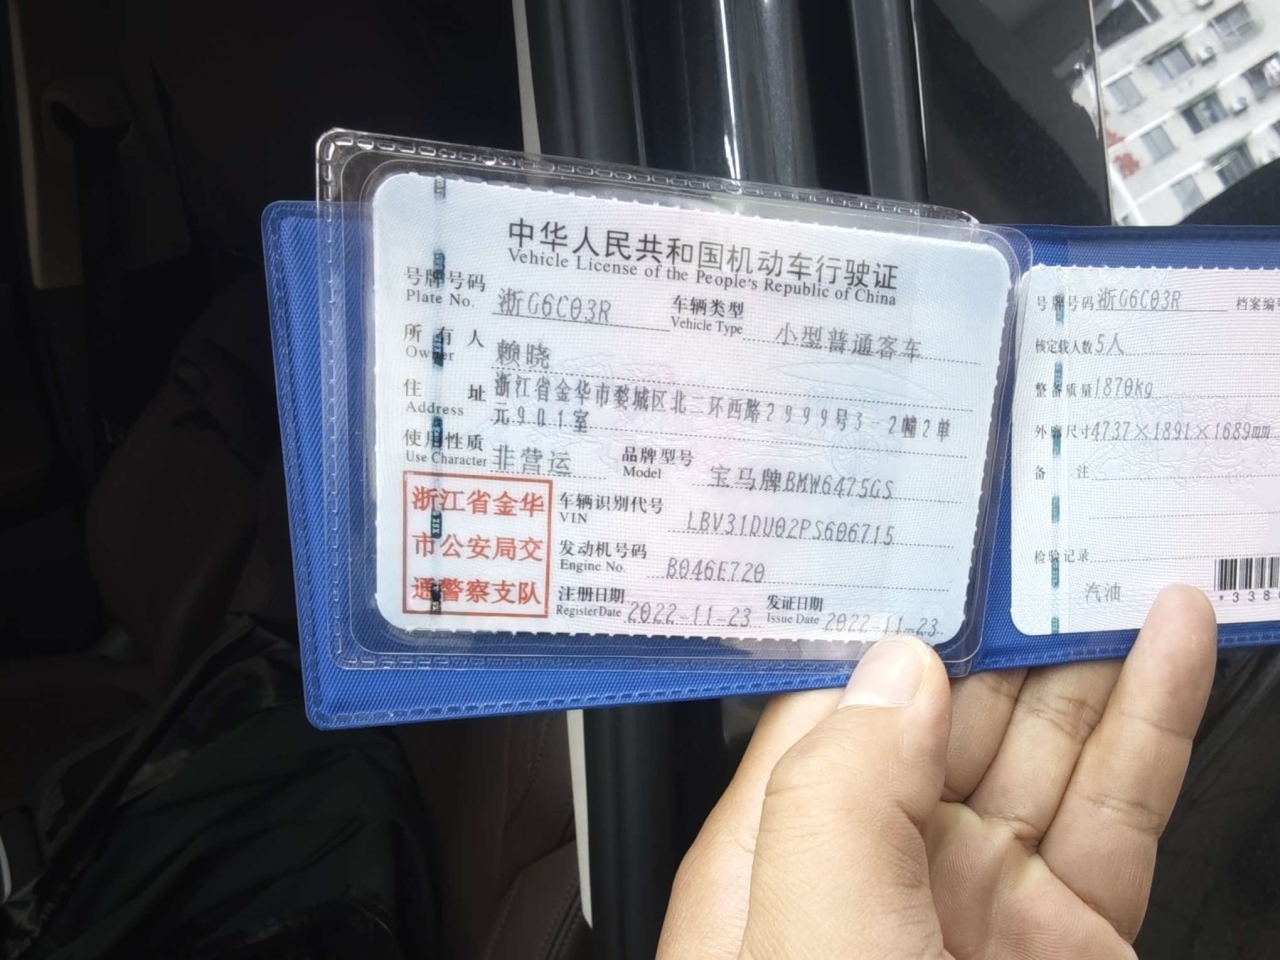 中华人民共和国机动车行驶证
Vehicle License of the People's Republic of China
号牌号码 浙G6C03R 车辆类型 小型普通客车
Plate No. Vehicle Type
所有人 赖晓
Owner
住址 浙江省金华市婺城区北二环西路2999号3-2幢2单
Address 元901室
使用性质 非营运 品牌型号 宝马牌BMW6475GS
Use Character Model
浙江省金华
市公安局交
通警察支队
车辆识别代号 LBV31DU02PS606715
VIN
发动机号码 B046E720
Engine No.
注册日期 2022-11-23 发证日期 2022-11-23
Register Date Issue Date
号牌号码 浙G6C03R 档案编号
核定载人数 5人
整备质量 1870kg
外廓尺寸 4737×1891×1689mm
备注
检验记录
汽油
*338